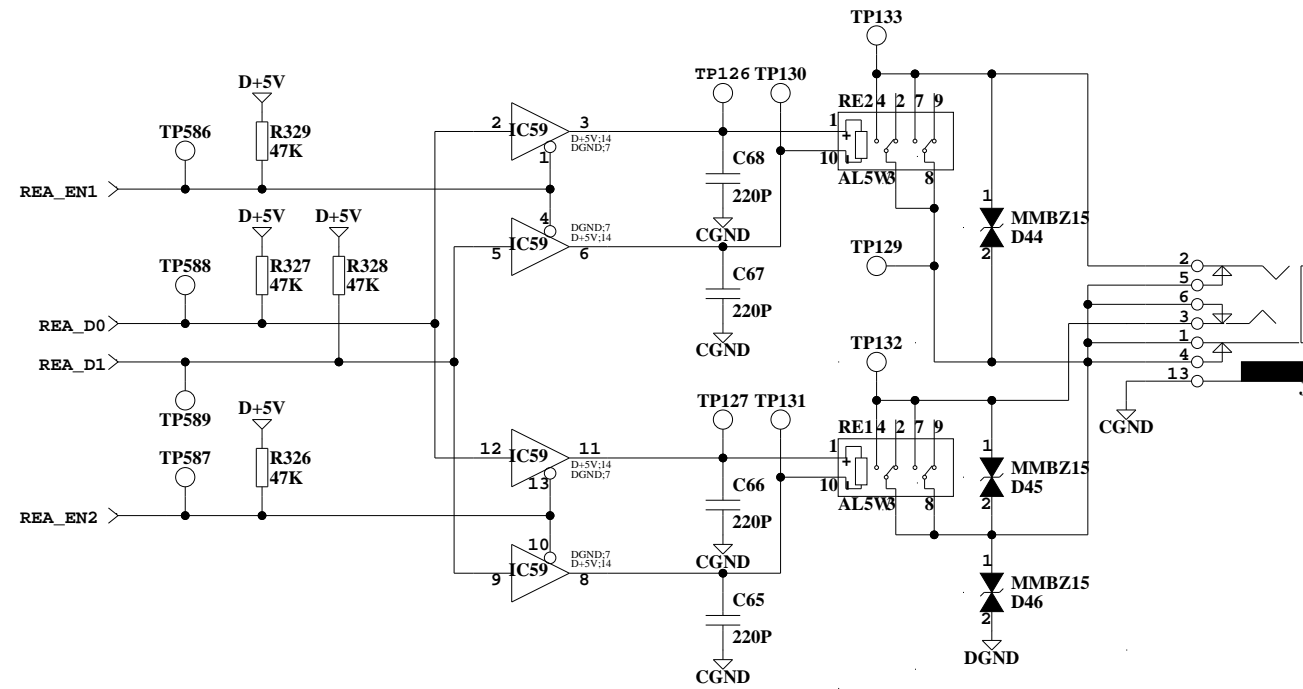 TP133
TP126 TP130
D+5V
TP586
R329
47K
2 IC59 3
D+5V;14
DGND;7
1
RE2 4 2 7 9
1
+
10
AL5W 3 8
C68
220P
CGND
REA_EN1
D+5V D+5V
4
DGND;7
D+5V;14
5 IC59 6
1
MMBZ15
D44
2
TP588
R327
47K
R328
47K
TP129
C67
220P
CGND
2
5
6
3
1
4
13
CGND
REA_D0
REA_D1
TP132
TP589
D+5V
TP127 TP131
TP587
R326
47K
12 IC59 11
D+5V;14
DGND;7
13
RE1 4 2 7 9
1
+
10
AL5W 3 8
1
MMBZ15
D45
2
C66
220P
CGND
REA_EN2
10
DGND;7
D+5V;14
9 IC59 8
1
MMBZ15
D46
2
DGND
C65
220P
CGND